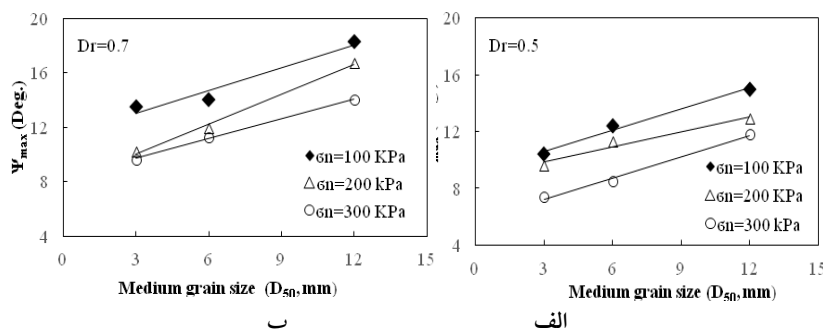 20
16
12
8
4
Ψmax (Deg.)
Dr=0.7
◆σn=100 KPa
△σn=200 kPa
○σn=300 KPa
0 3 6 9 12 15
Medium grain size (D50, mm)
ب
20
16
12
8
4
Dr=0.5
◆σn=100 KPa
△σn=200 KPa
○σn=300 kPa
0 3 6 9 12 15
Medium grain size (D50, mm)
الف